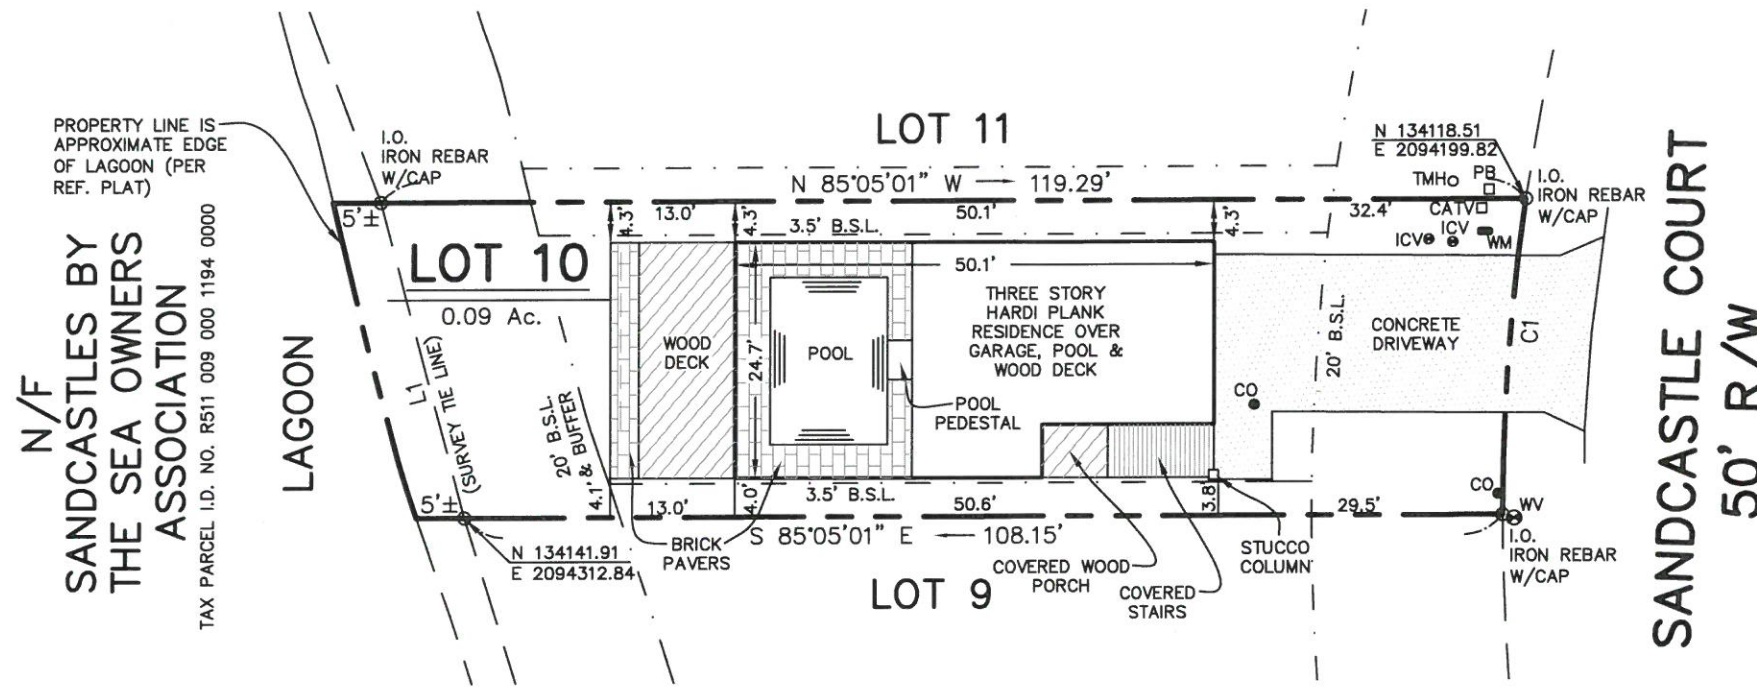 N/F
SANDCASTLES BY
THE SEA OWNERS
ASSOCIATION
TAX PARCEL I.D. NO. R511 009 000 1194 0000
PROPERTY LINE IS
APPROXIMATE EDGE
OF LAGOON (PER
REF. PLAT)
I.O.
IRON REBAR
W/CAP
5'±
LAGOON
LOT 10
0.09 Ac.
L1
(SURVEY TIE LINE)
20' B.S.L.
& BUFFER
5'±
N 134141.91
E 2094312.84
LOT 11
N 85°05'01" W
119.29'
4.3'
13.0'
4.3'
50.1'
3.5' B.S.L.
4.3'
32.4'
50.1'
24.7'
WOOD
DECK
POOL
THREE STORY
HARDI PLANK
RESIDENCE OVER
GARAGE, POOL &
WOOD DECK
POOL
PEDESTAL
4.1'
13.0'
4.0'
3.5' B.S.L.
50.6'
3.8'
29.5'
S 85°05'01" E
108.15'
BRICK
PAVERS
LOT 9
COVERED WOOD
PORCH
COVERED
STAIRS
STUCCO
COLUMN
N 134118.51
E 2094199.82
TMH
PB
I.O.
IRON REBAR
W/CAP
CATV
ICV
ICV
WM
20' B.S.L.
CONCRETE
DRIVEWAY
C1
CO
CO
WV
I.O.
IRON REBAR
W/CAP
SANDCASTLE COURT
50' R/W